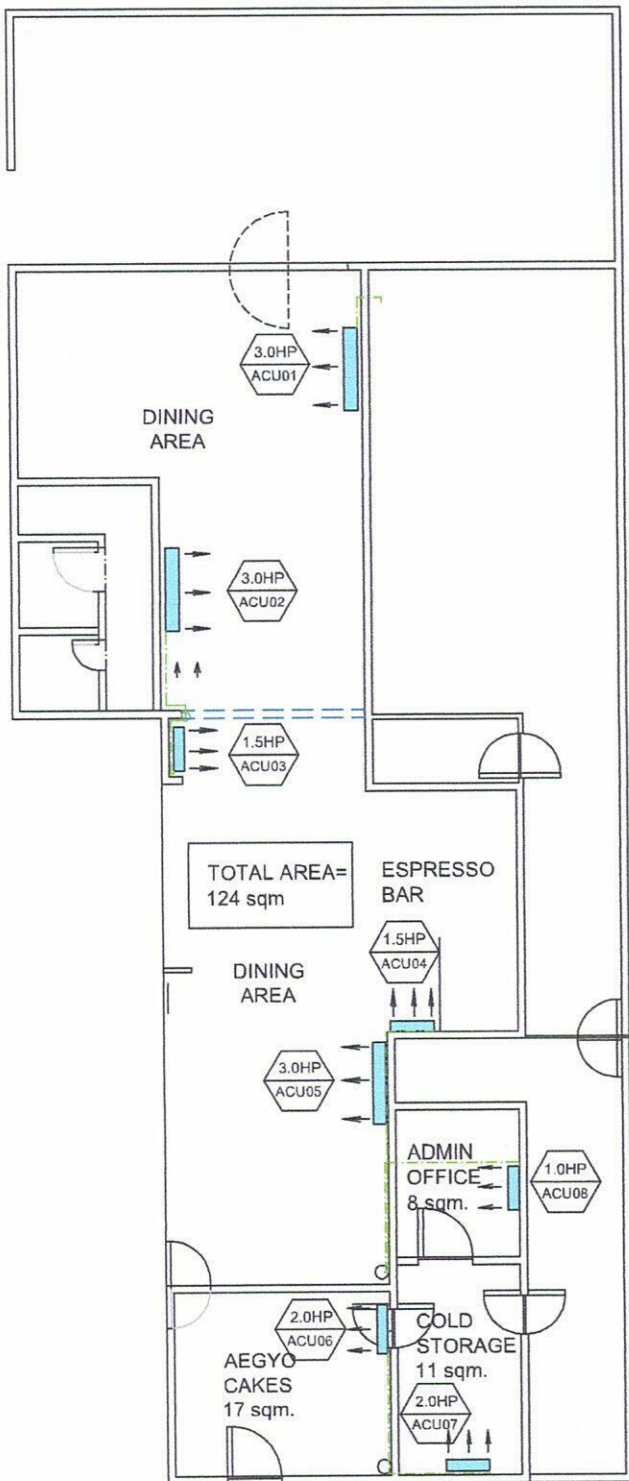 3.0HP
ACU01
DINING
AREA
3.0HP
ACU02
1.5HP
ACU03
TOTAL AREA=
124 sqm
ESPRESSO
BAR
1.5HP
ACU04
DINING
AREA
3.0HP
ACU05
ADMIN
OFFICE
8 sqm.
1.0HP
ACU08
2.0HP
ACU06
COLD
STORAGE
11 sqm.
AEGYO
CAKES
17 sqm.
2.0HP
ACU07